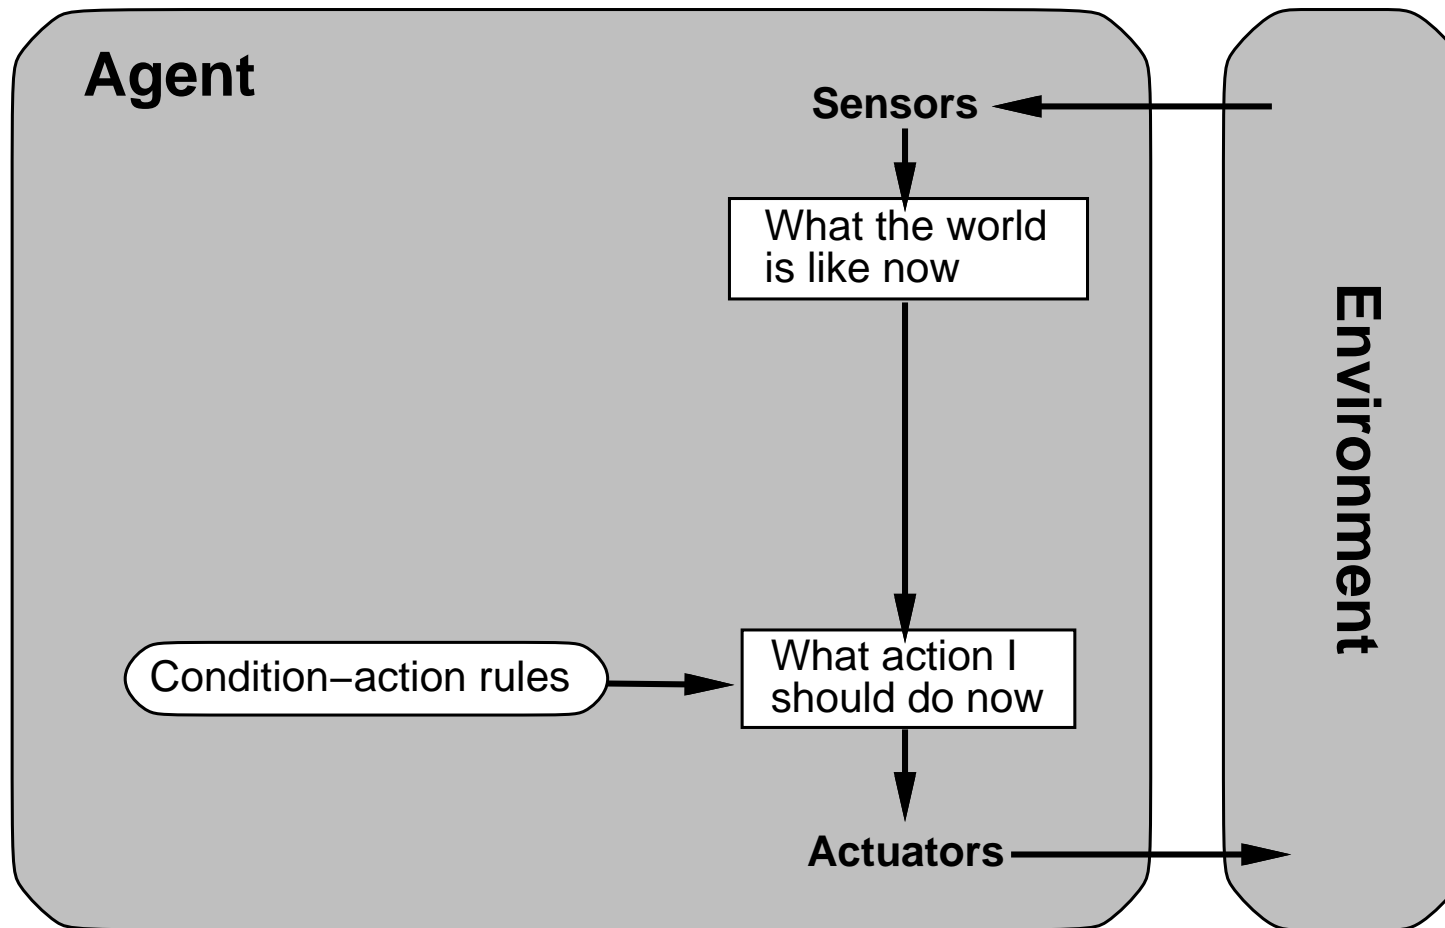 Agent
Sensors
What the world
is like now
Environment
Condition−action rules
What action I
should do now
Actuators